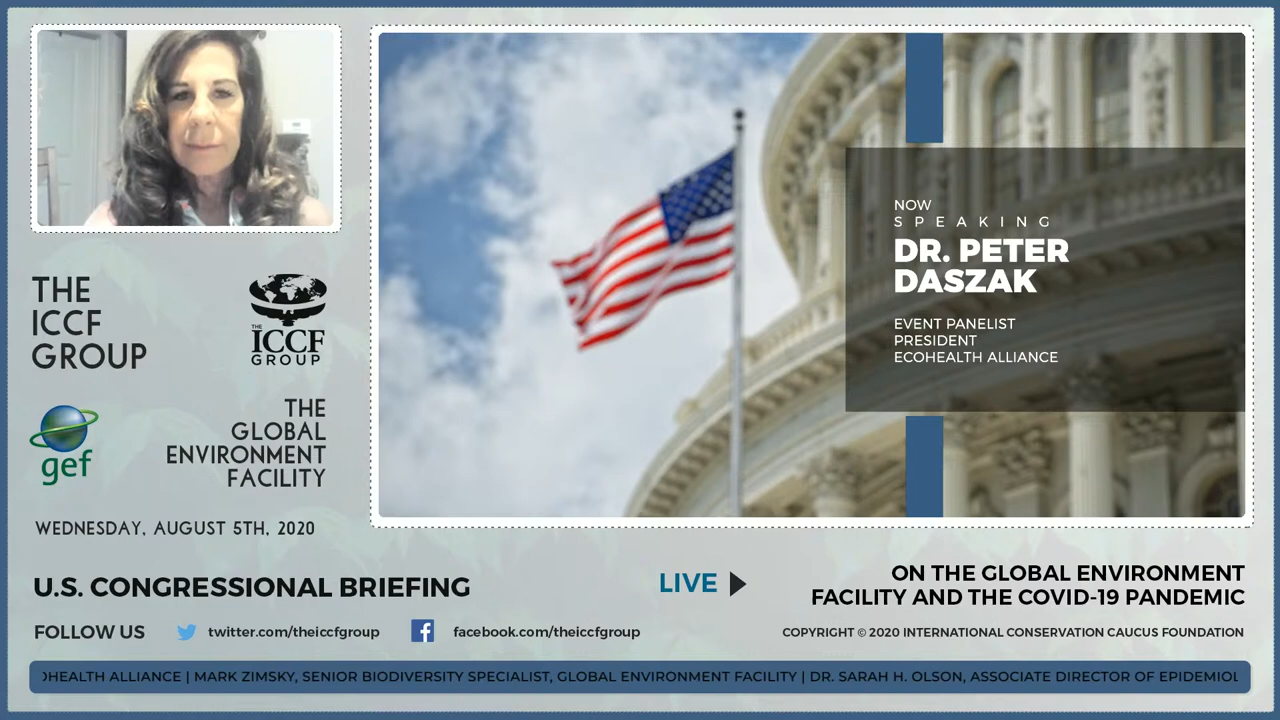 THE
ICCF
GROUP
THE
ICCF
GROUP
gef
THE
GLOBAL
ENVIRONMENT
FACILITY
WEDNESDAY, AUGUST 5TH, 2020
NOW
SPEAKING
DR. PETER
DASZAK
EVENT PANELIST
PRESIDENT
ECOHEALTH ALLIANCE
U.S. CONGRESSIONAL BRIEFING
LIVE
ON THE GLOBAL ENVIRONMENT
FACILITY AND THE COVID-19 PANDEMIC
FOLLOW US
twitter.com/theiccfgroup
facebook.com/theiccfgroup
COPYRIGHT © 2020 INTERNATIONAL CONSERVATION CAUCUS FOUNDATION
OHEALTH ALLIANCE | MARK ZIMSKY, SENIOR BIODIVERSITY SPECIALIST, GLOBAL ENVIRONMENT FACILITY | DR. SARAH H. OLSON, ASSOCIATE DIRECTOR OF EPIDEMIOL